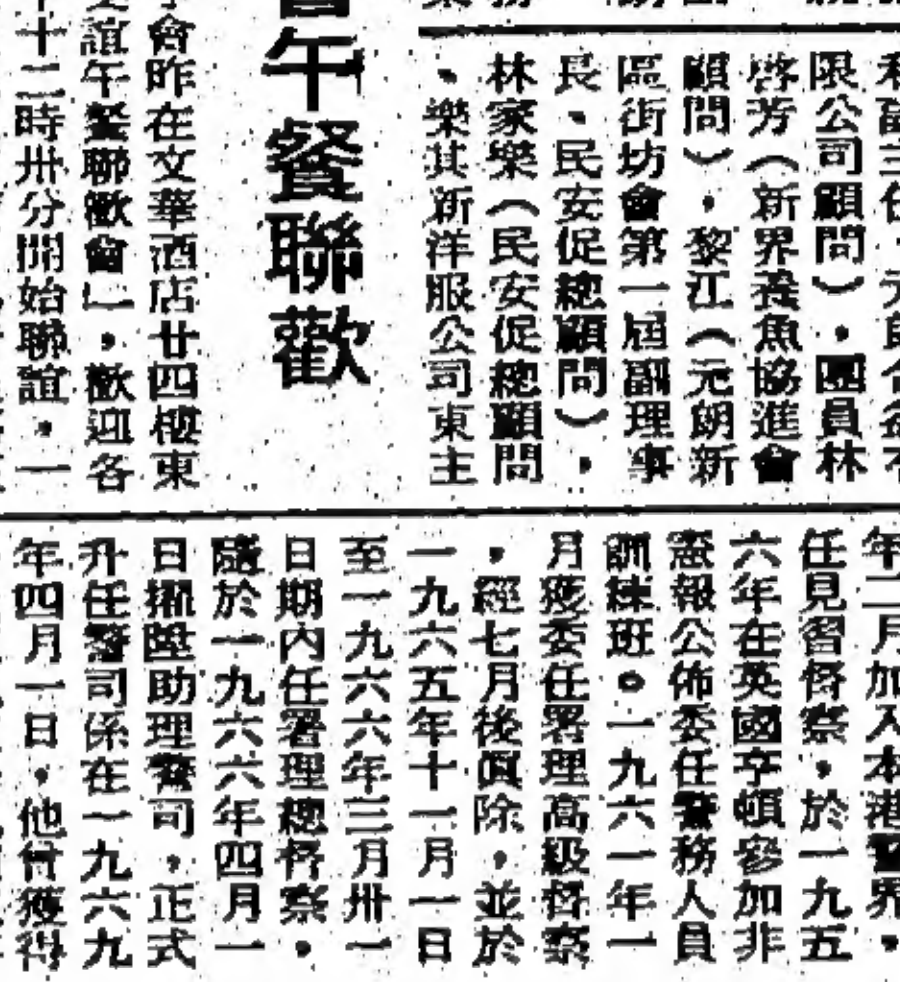 副主任,元朗合益有
限公司顧問),團員林
啓芳(新界養魚協進會
顧問),黎江(元朗新
區街坊會第一屆副理事
長、民安促總顧問),
林家樂(民安促總顧問
、樂其新洋服公司東主
午餐聯歡
會昨在文華酒店廿四樓東
誼午餐聯歡會」,歡迎各
十二時卅分開始聯誼。一
年二月加入本港警界,
任見習督察,於一九五
六年在英國亨頓參加非
憲報公佈委任警務人員
訓練班。一九六一年一
月獲委任署理高級督察
,經七月後眞除,並於
一九六五年十一月一日
至一九六六年三月卅一
日期內任署理總督察,
隨於一九六六年四月一
日擢陞助理警司,正式
升任警司係在一九六九
年四月一日,他曾獲得